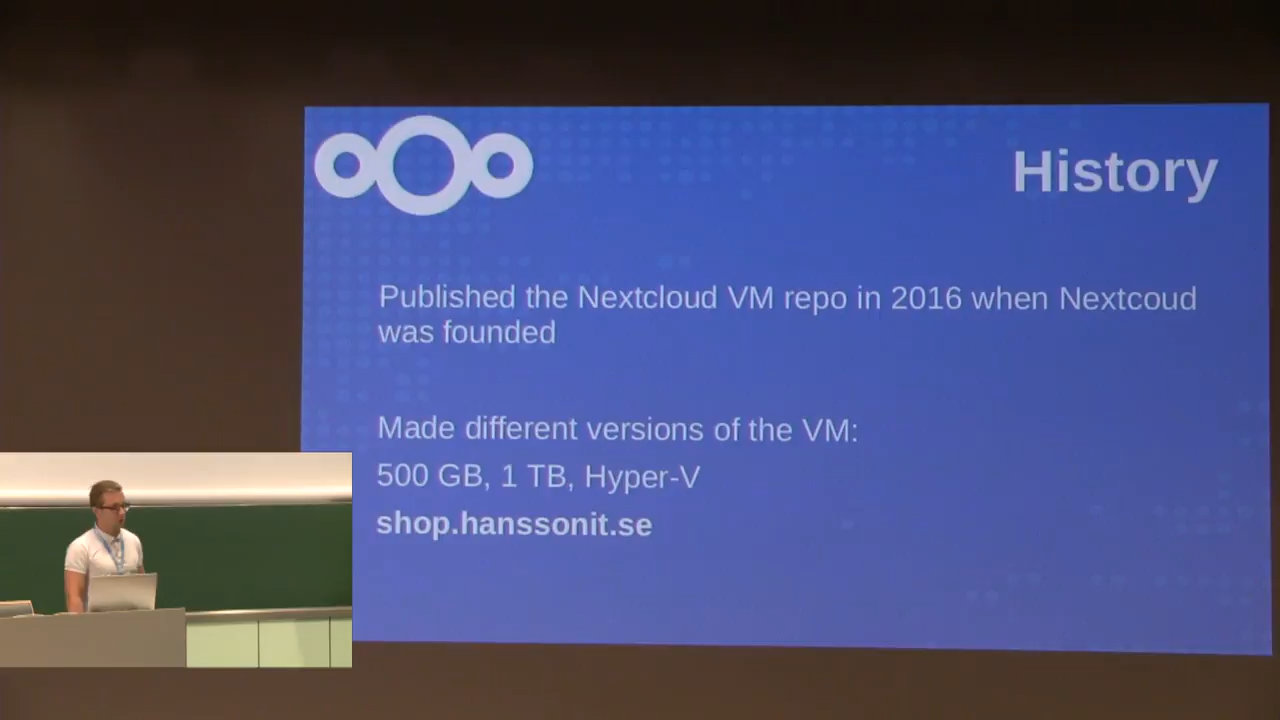 History
Published the Nextcloud VM repo in 2016 when Nextcoud
was founded
Made different versions of the VM:
500 GB, 1 TB, Hyper-V
shop.hanssonit.se